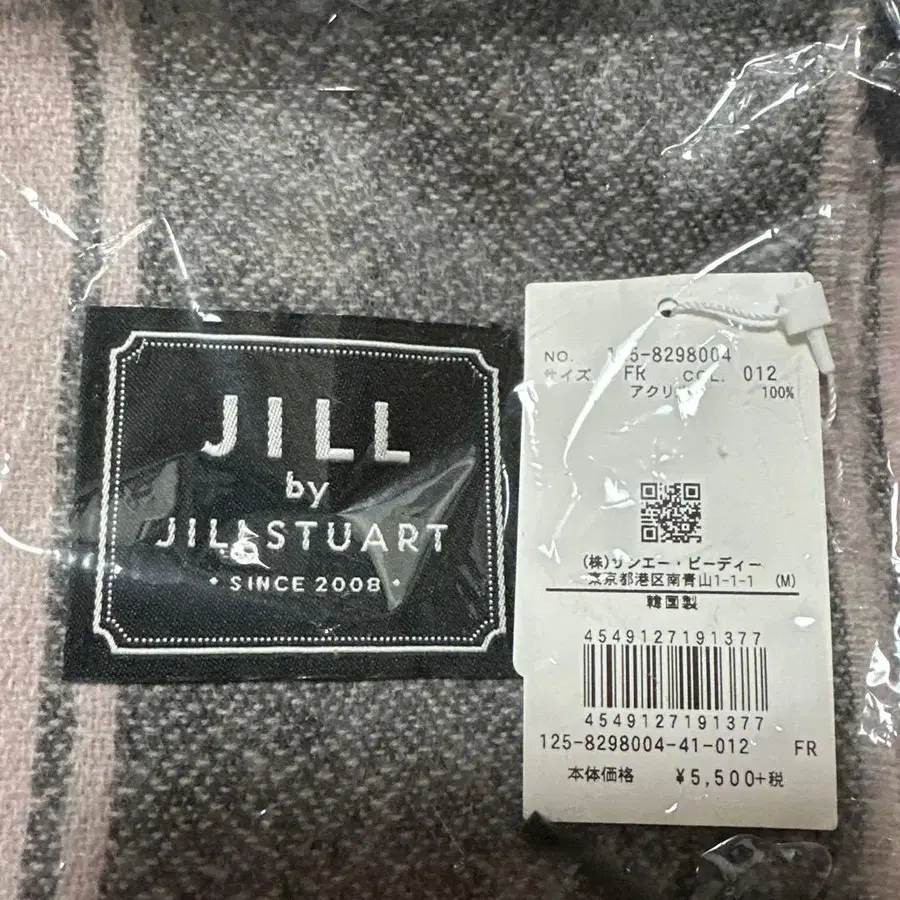 JILL
by
JILLSTUART
• SINCE 2008 •
NO. 125-8298004
サイズ FR COL. 012
アクリル 100%
(株)サンエー・ビーディー
東京都港区南青山1-1-1 (M)
韓国製
4549127191377
4549127191377
125-8298004-41-012 FR
本体価格 ¥5,500+税